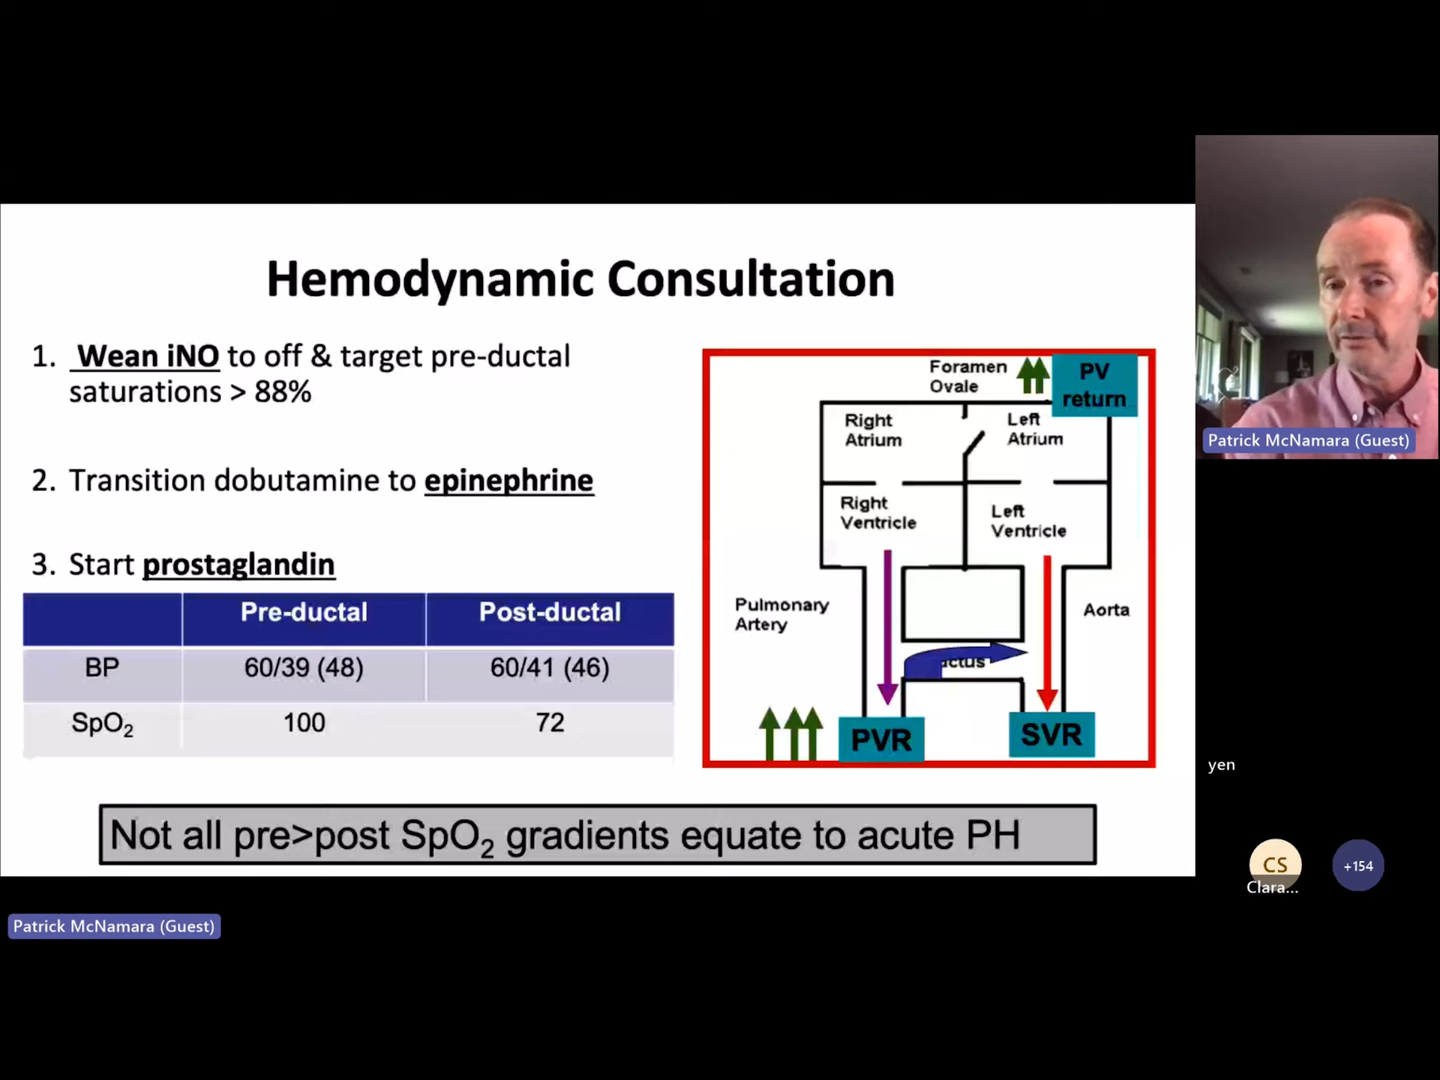 Hemodynamic Consultation
1. Wean iNO to off & target pre-ductal
saturations > 88%
2. Transition dobutamine to epinephrine
3. Start prostaglandin
Pre-ductal Post-ductal
BP 60/39 (48) 60/41 (46)
SpO2 100 72
Foramen
Ovale
PV
return
Right
Atrium
Left
Atrium
Right
Ventricle
Left
Ventricle
Pulmonary
Artery
Aorta
PVR
SVR
Not all pre>post SpO2 gradients equate to acute PH
Patrick McNamara (Guest)
yen
CS
Clara...
+154
Patrick McNamara (Guest)